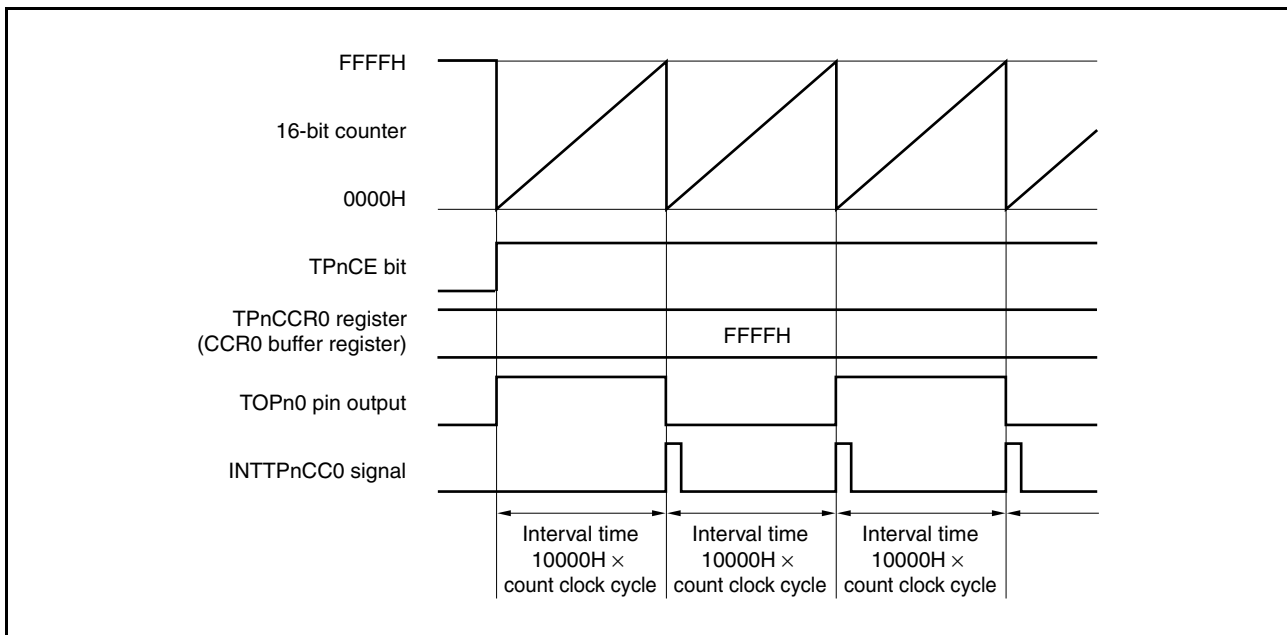 FFFFH
16-bit counter
0000H
TPnCE bit
TPnCCR0 register
(CCR0 buffer register)
FFFFH
TOPn0 pin output
INTTPnCC0 signal
Interval time
10000H ×
count clock cycle
Interval time
10000H ×
count clock cycle
Interval time
10000H ×
count clock cycle